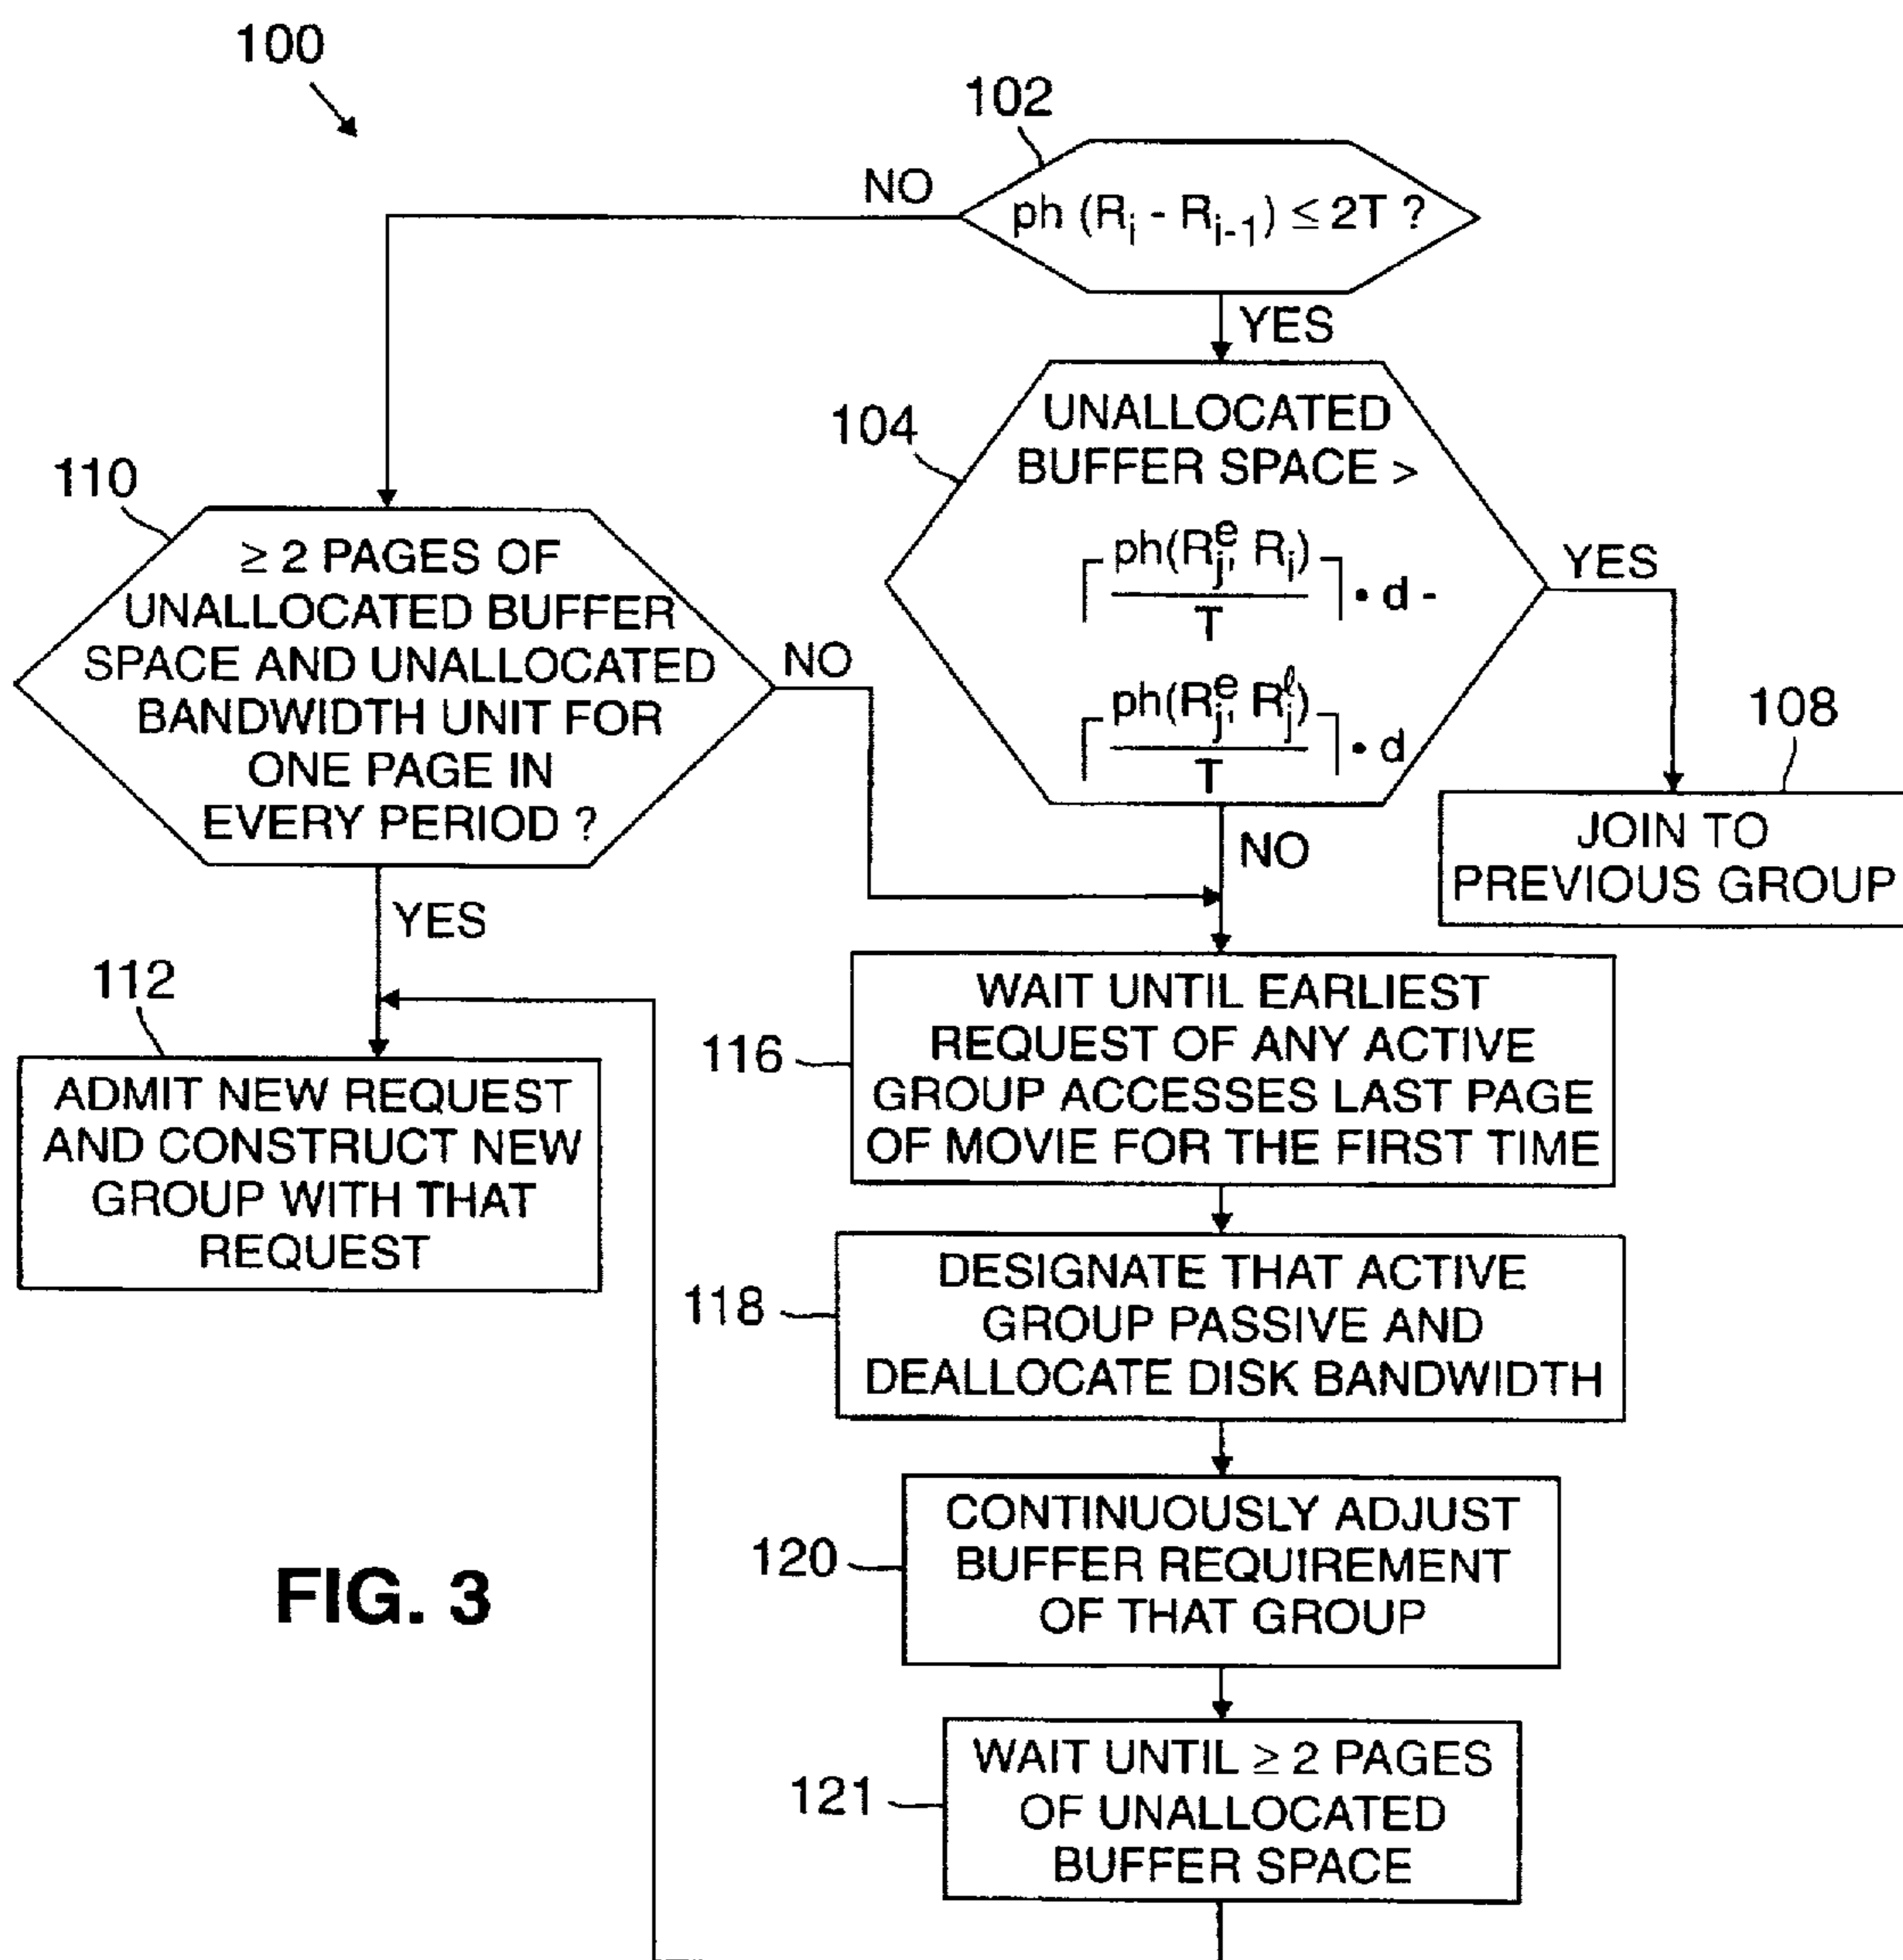 100
102
NO
ph (Ri - Ri-1) ≤ 2T ?
YES
104
UNALLOCATED
BUFFER SPACE >
⌈ ph(Rj^e, Ri) / T ⌉ • d -
⌈ ph(Rj^e, Rj^ℓ) / T ⌉ • d
YES
108
JOIN TO
PREVIOUS GROUP
110
≥ 2 PAGES OF
UNALLOCATED BUFFER
SPACE AND UNALLOCATED
BANDWIDTH UNIT FOR
ONE PAGE IN
EVERY PERIOD ?
NO
NO
YES
112
ADMIT NEW REQUEST
AND CONSTRUCT NEW
GROUP WITH THAT
REQUEST
116
WAIT UNTIL EARLIEST
REQUEST OF ANY ACTIVE
GROUP ACCESSES LAST PAGE
OF MOVIE FOR THE FIRST TIME
118
DESIGNATE THAT ACTIVE
GROUP PASSIVE AND
DEALLOCATE DISK BANDWIDTH
120
CONTINUOUSLY ADJUST
BUFFER REQUIREMENT
OF THAT GROUP
121
WAIT UNTIL ≥ 2 PAGES
OF UNALLOCATED
BUFFER SPACE
FIG. 3